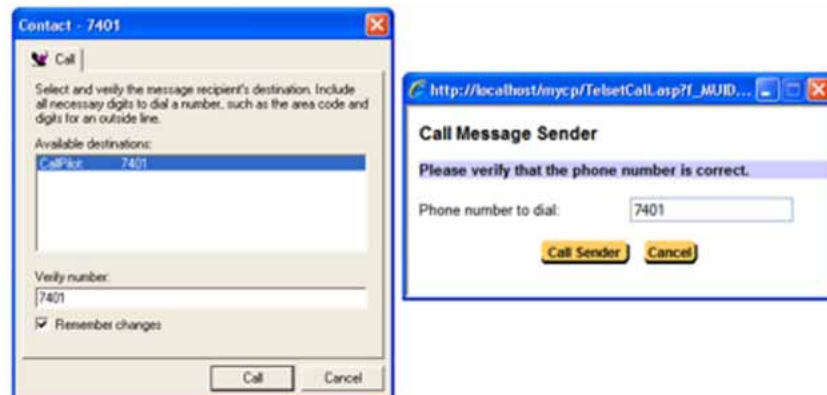 Contact - 7401
Call
Select and verify the message recipient's destination. Include
all necessary digits to dial a number, such as the area code and
digits for an outside line.
Available destinations:
CallPilot: 7401
Verify number:
7401
Remember changes
Call Cancel
http://localhost/mycp/TelsetCall.asp?f_MUID...
Call Message Sender
Please verify that the phone number is correct.
Phone number to dial: 7401
Call Sender Cancel